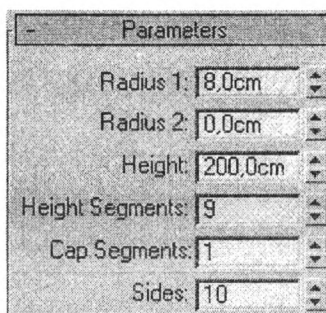 - Parameters
Radius 1: 8,0cm
Radius 2: 0,0cm
Height: 200,0cm
Height Segments: 9
Cap Segments: 1
Sides: 10